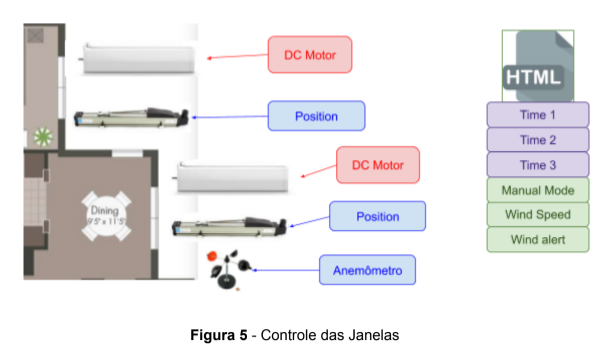 DC Motor
Position
DC Motor
Position
Anemômetro
Dining
9'5" x 11'5"
HTML
Time 1
Time 2
Time 3
Manual Mode
Wind Speed
Wind alert
Figura 5 - Controle das Janelas